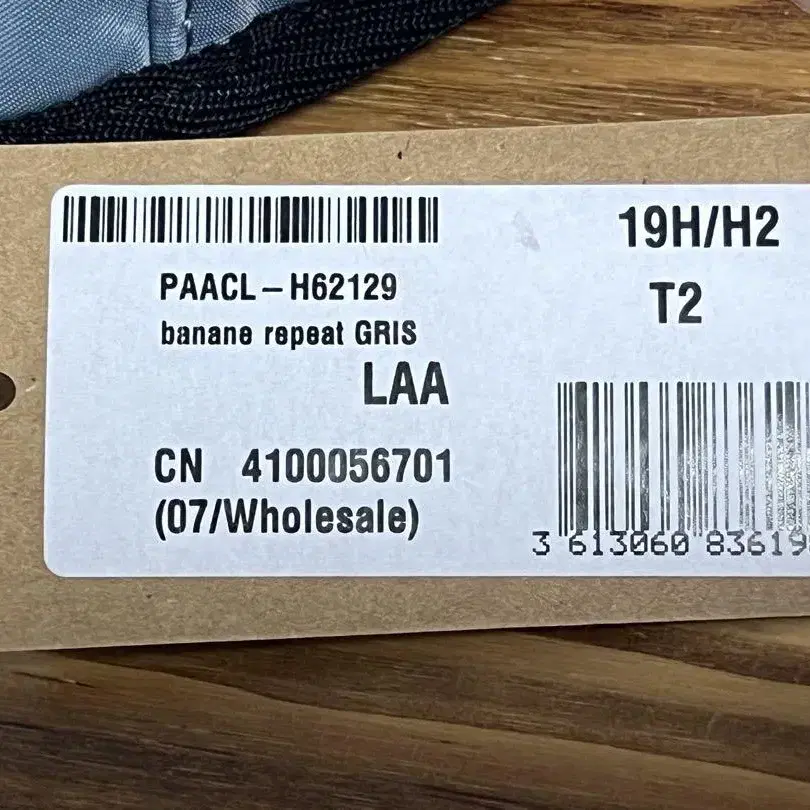 19H/H2
PAACL-H62129
T2
banane repeat GRIS
LAA
CN 4100056701
(07/Wholesale)
3 613060 83619